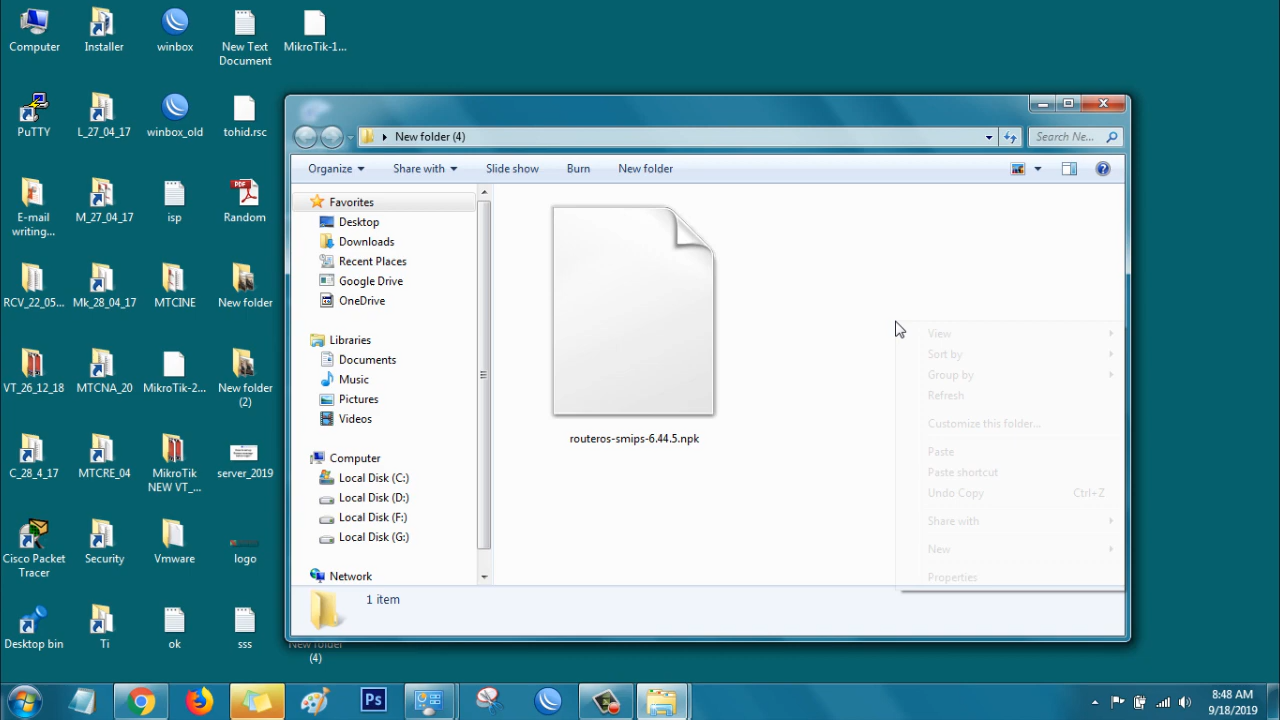 Computer
Installer
winbox
New Text
Document
MikroTik-1...
PuTTY
L_27_04_17
winbox_old
tohid.rsc
E-mail
writing...
M_27_04_17
isp
PDF
Random
RCV_22_05...
Mk_28_04_17
MTCINE
New folder
VT_26_12_18
MTCNA_20
MikroTik-2...
New folder
(2)
C_28_4_17
MTCRE_04
MikroTik
NEW VT_...
server_2019
Cisco Packet
Tracer
Security
Vmware
logo
Desktop bin
Ti
ok
sss
New folder
(4)
New folder (4)
Search Ne...
Organize
Share with
Slide show
Burn
New folder
Favorites
Desktop
Downloads
Recent Places
Google Drive
OneDrive
Libraries
Documents
Music
Pictures
Videos
Computer
Local Disk (C:)
Local Disk (D:)
Local Disk (F:)
Local Disk (G:)
Network
routeros-smips-6.44.5.npk
View
Sort by
Group by
Refresh
Customize this folder...
Paste
Paste shortcut
Undo Copy Ctrl+Z
Share with
New
Properties
1 item
Ps
8:48 AM
9/18/2019